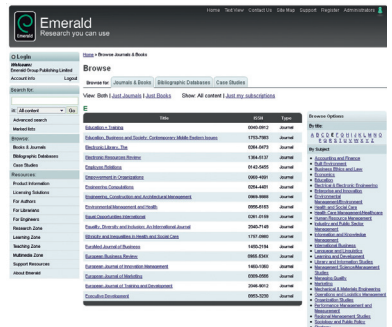 Home Text View Contact Us Site Map Support Register Administrators
Emerald
Research you can use
Login
Welcome:
Emerald Group Publishing Limited
Account info Logout
Search for:
in All content Go
Advanced search
Marked lists
Browse:
Books & Journals
Bibliographic Databases
Case Studies
Resources:
Product Information
Licensing Solutions
For Authors
For Librarians
For Engineers
Research Zone
Learning Zone
Teaching Zone
Multimedia Zone
Support Resources
About Emerald
Home > Browse Journals & Books
Browse
Browse for: Journals & Books Bibliographic Databases Case Studies
View: Both | Just Journals | Just Books Show: All content | Just my subscriptions
E
Title ISSN Type
Education + Training 0040-0912 Journal
Education, Business and Society: Contemporary Middle Eastern Issues 1753-7983 Journal
Electronic Library, The 0264-0473 Journal
Electronic Resources Review 1364-5137 Journal
Employee Relations 0142-5455 Journal
Empowerment in Organizations Journal
Engineering Computations 0264-4401 Journal
Engineering, Construction and Architectural Management 0969-9988 Journal
Environmental Management and Health 0956-6163 Journal
Equal Opportunities International 0261-0159 Journal
Equality, Diversity and Inclusion: An International Journal 2040-7149 Journal
Ethnicity and Inequalities in Health and Social Care 1757-0980 Journal
EuroMed Journal of Business 1450-2194 Journal
European Business Review 0955-534X Journal
European Journal of Innovation Management 1460-1060 Journal
European Journal of Marketing 0309-0566 Journal
European Journal of Training and Development 2046-9012 Journal
Executive Development 0953-3230 Journal
Browse Options
By title
A B C D E F G H I J K L M N O
P Q R S T U V W X Y Z
By Subject
Accounting and Finance
Built Environment
Business Ethics and Law
Economics
Education
Electrical & Electronic Engineering
Enterprise and Innovation
Environmental
Management/Environment
Health and Social Care
Health Care Management/Healthcare
Human Resource Management
Industry and Public Sector
Management
Information and Knowledge
Management
International Business
Language and Linguistics
Learning and Development
Library and Information Studies
Management Science/Management
Studies
Managing Quality
Marketing
Mechanical & Materials Engineering
Operations and Logistics Management
Organization Studies
Performance Management and
Measurement
Regional Management Studies
Sociology and Public Policy
Strategy